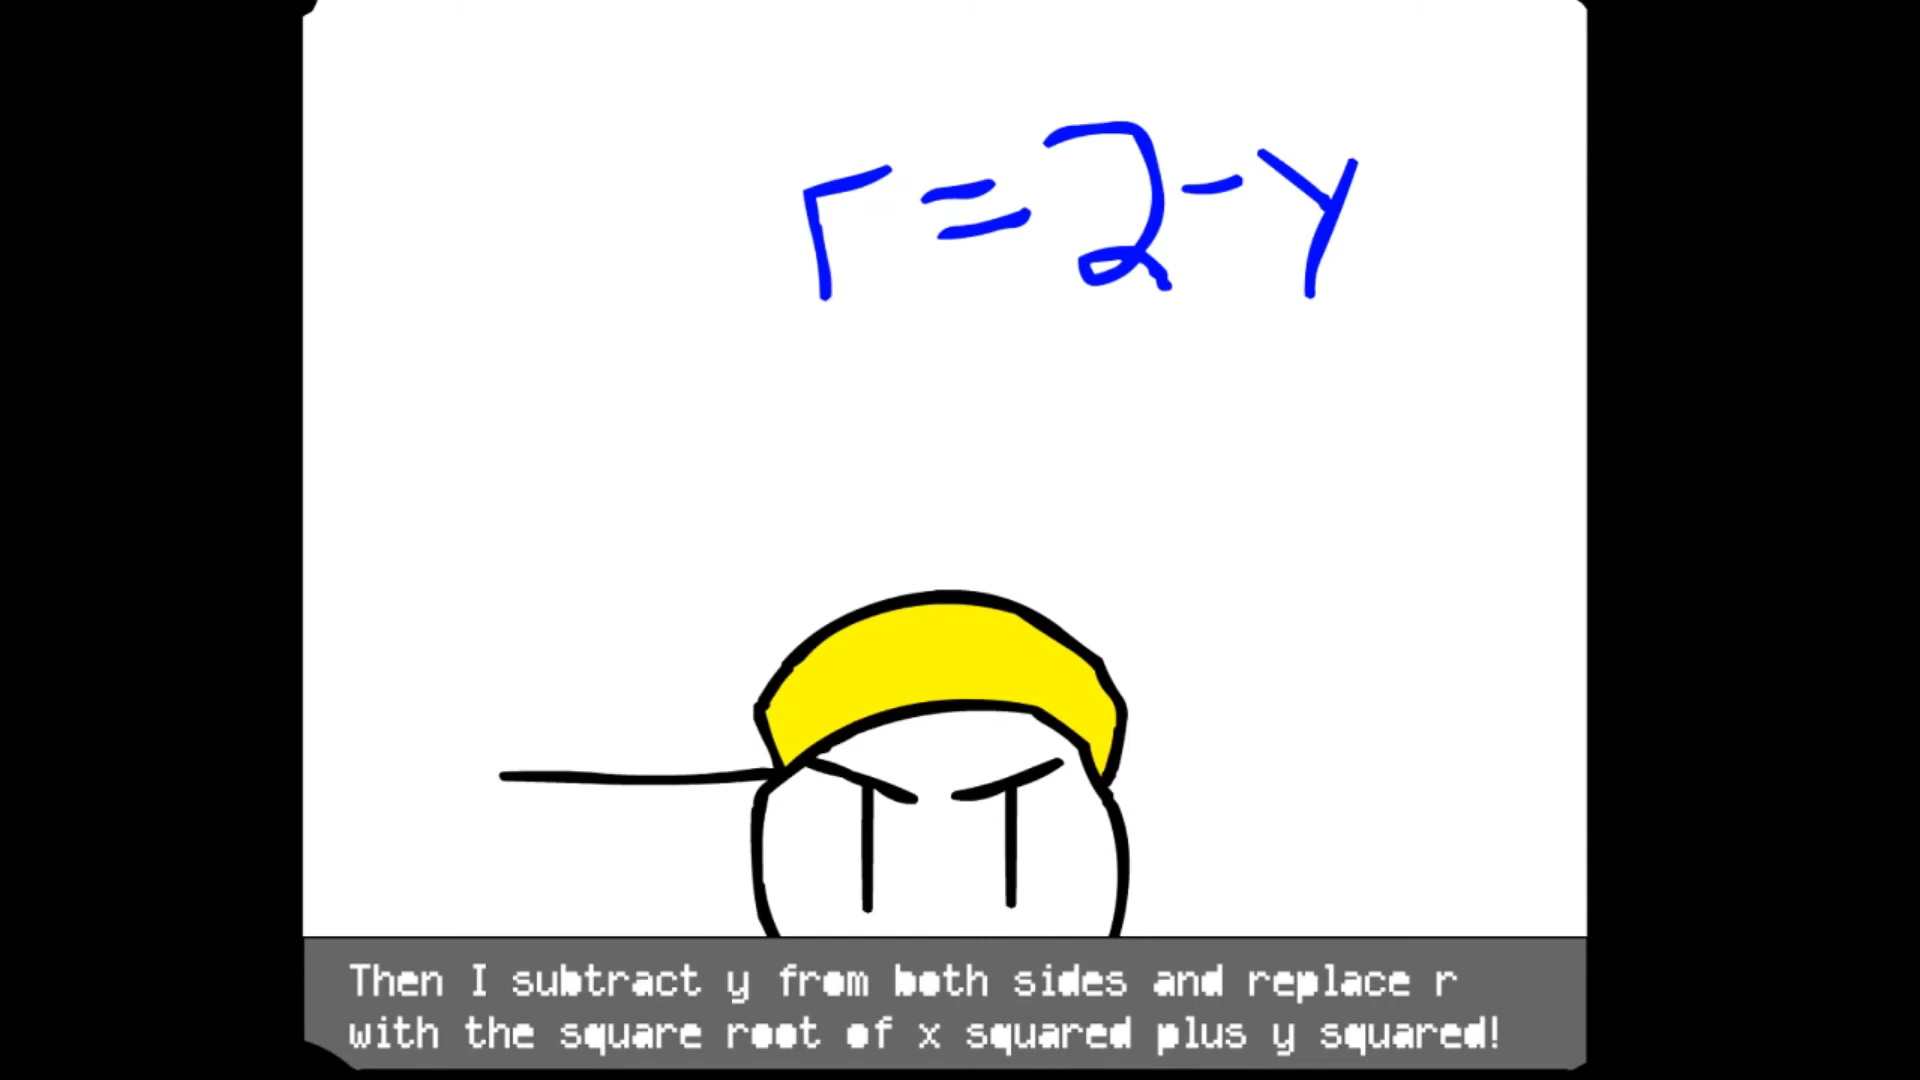 r=2-y
Then I subtract y from both sides and replace r
with the square root of x squared plus y squared!